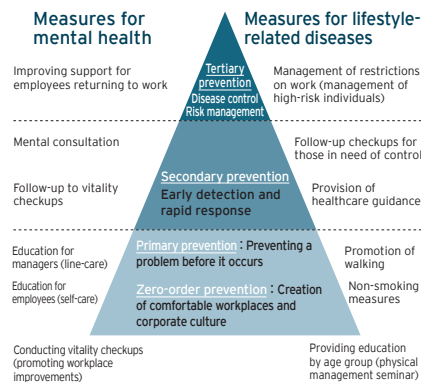 Measures for
mental health
Measures for lifestyle-
related diseases
Improving support for
employees returning to work
Tertiary
prevention
Disease control
Risk management
Management of restrictions
on work (management of
high-risk individuals)
Mental consultation
Follow-up to vitality
checkups
Secondary prevention
Early detection and
rapid response
Follow-up checkups for
those in need of control
Provision of
healthcare guidance
Education for
managers (line-care)
Education for
employees (self-care)
Primary prevention : Preventing a
problem before it occurs
Zero-order prevention : Creation
of comfortable workplaces and
corporate culture
Promotion of
walking
Non-smoking
measures
Conducting vitality checkups
(promoting workplace
improvements)
Providing education
by age group (physical
management seminar)